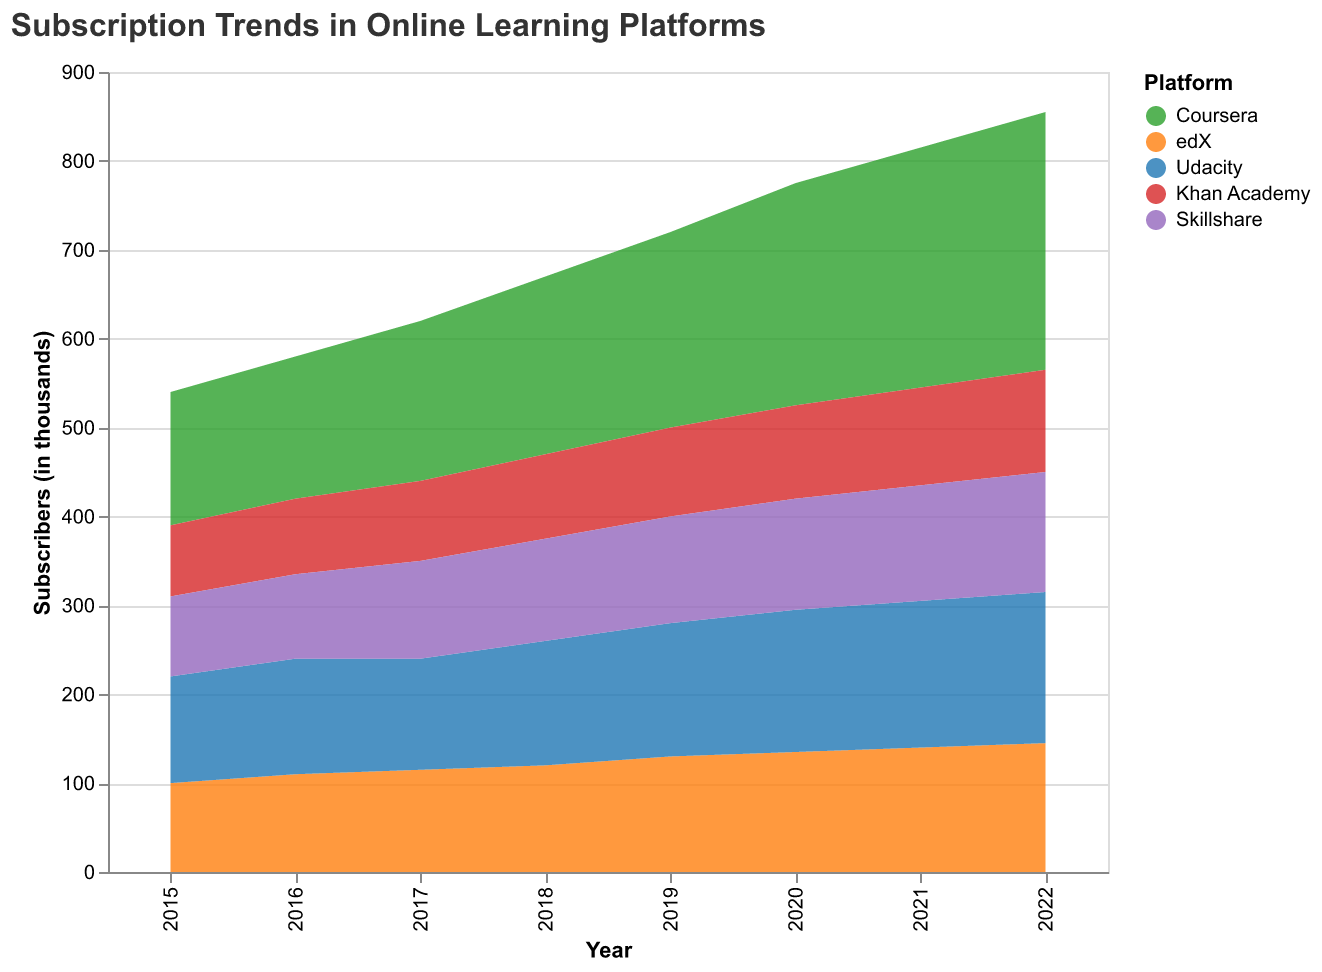 Subscription Trends in Online Learning Platforms
900
800
700
600
500
400
300
200
100
0
Subscribers (in thousands)
2015
2016
2017
2018
2019
2020
2021
2022
Year
Platform
Coursera
edX
Udacity
Khan Academy
Skillshare